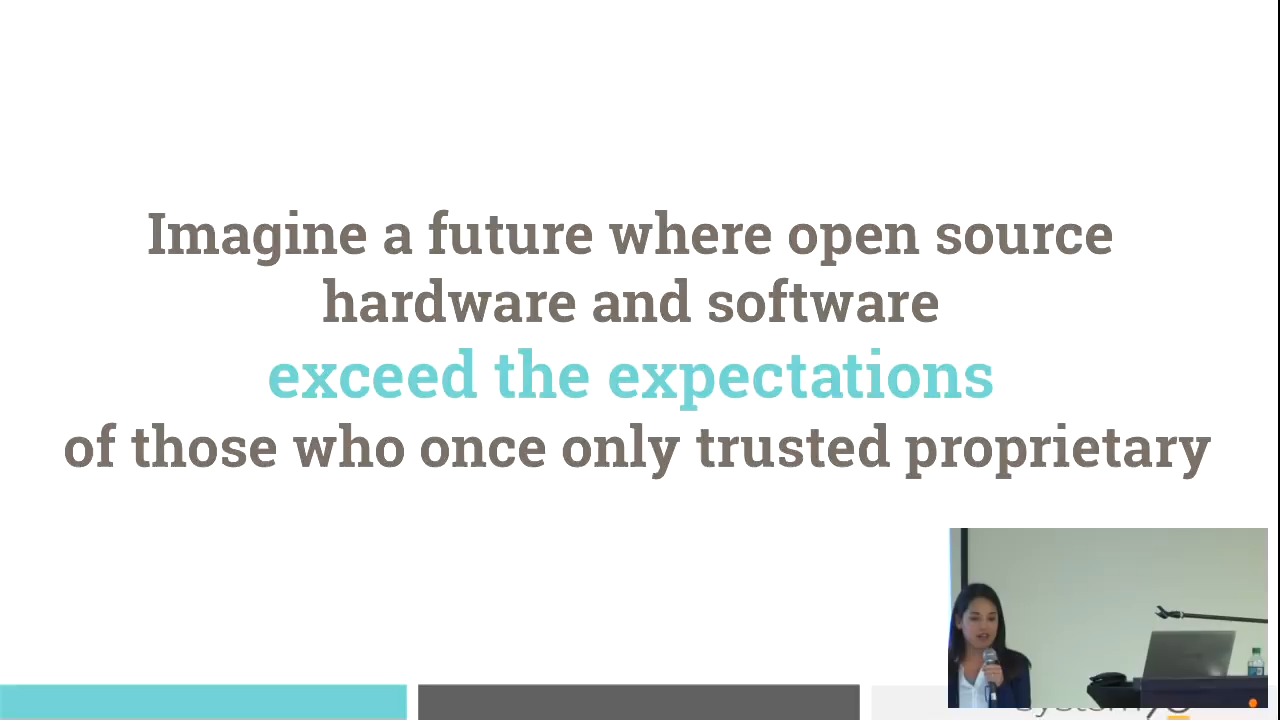 Imagine a future where open source
hardware and software
exceed the expectations
of those who once only trusted proprietary